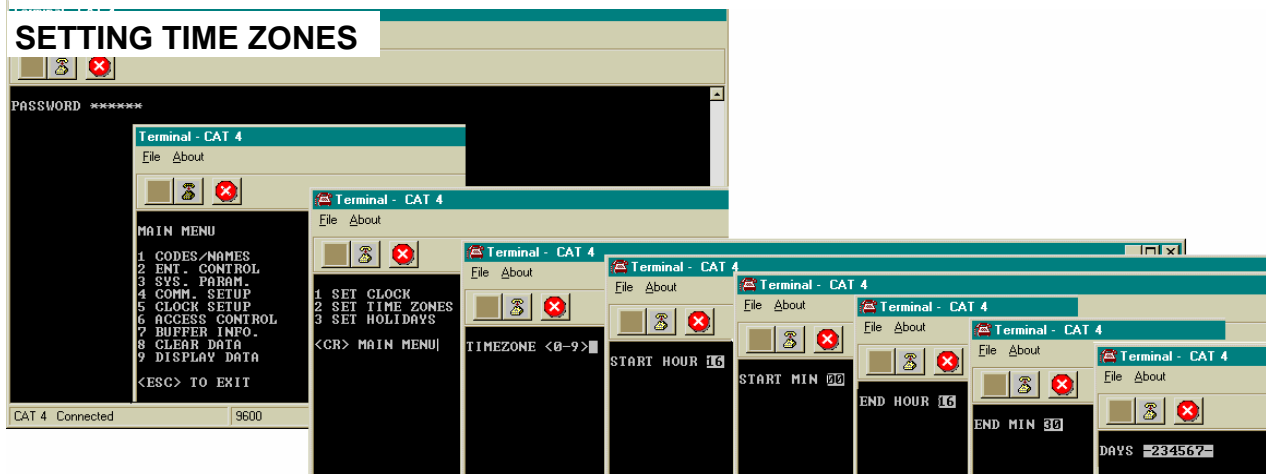 SETTING TIME ZONES
PASSWORD ******
Terminal - CAT 4
File About
MAIN MENU
1 CODES/NAMES
2 ENT. CONTROL
3 SYS. PARAM.
4 COMM. SETUP
5 CLOCK SETUP
6 ACCESS CONTROL
7 BUFFER INFO.
8 CLEAR DATA
9 DISPLAY DATA
<ESC> TO EXIT
CAT 4 Connected
9600
Terminal - CAT 4
File About
1 SET CLOCK
2 SET TIME ZONES
3 SET HOLIDAYS
<CR> MAIN MENU
Terminal - CAT 4
File About
TIMEZONE <0-9>
Terminal - CAT 4
File About
START HOUR 16
Terminal - CAT 4
File About
START MIN 00
Terminal - CAT 4
File About
END HOUR 16
Terminal - CAT 4
File About
END MIN 30
Terminal - CAT 4
File About
DAYS -234567-